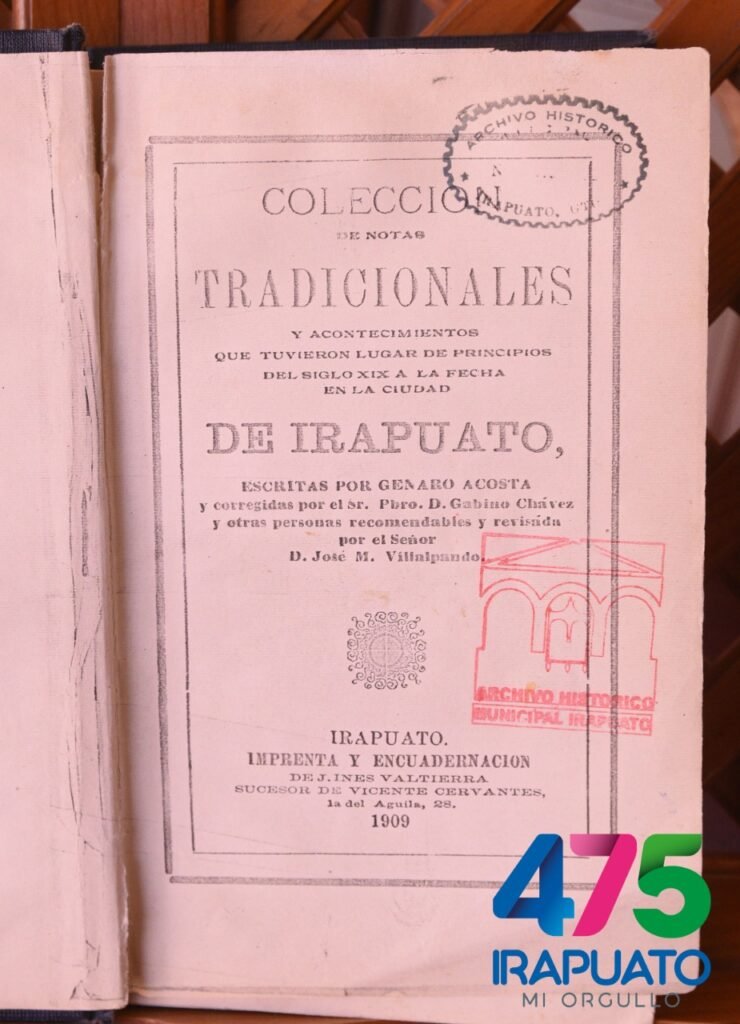 ARCHIVO HISTORICO
IRAPUATO, GTO.
COLECCION
DE NOTAS
TRADICIONALES
Y ACONTECIMIENTOS
QUE TUVIERON LUGAR DE PRINCIPIOS
DEL SIGLO XIX A LA FECHA
EN LA CIUDAD
DE IRAPUATO,
ESCRITAS POR GENARO ACOSTA
y corregidas por el Sr. Pbro. D. Gabino Chávez
y otras personas recomendables y revisada
por el Señor
D. José M. Villalpando.
ARCHIVO HISTORICO
MUNICIPAL IRAPUATO
IRAPUATO.
IMPRENTA Y ENCUADERNACION
DE J. INES VALTIERRA
SUCESOR DE VICENTE CERVANTES,
1a del Aguila, 28.
1909
475
IRAPUATO
MI ORGULLO